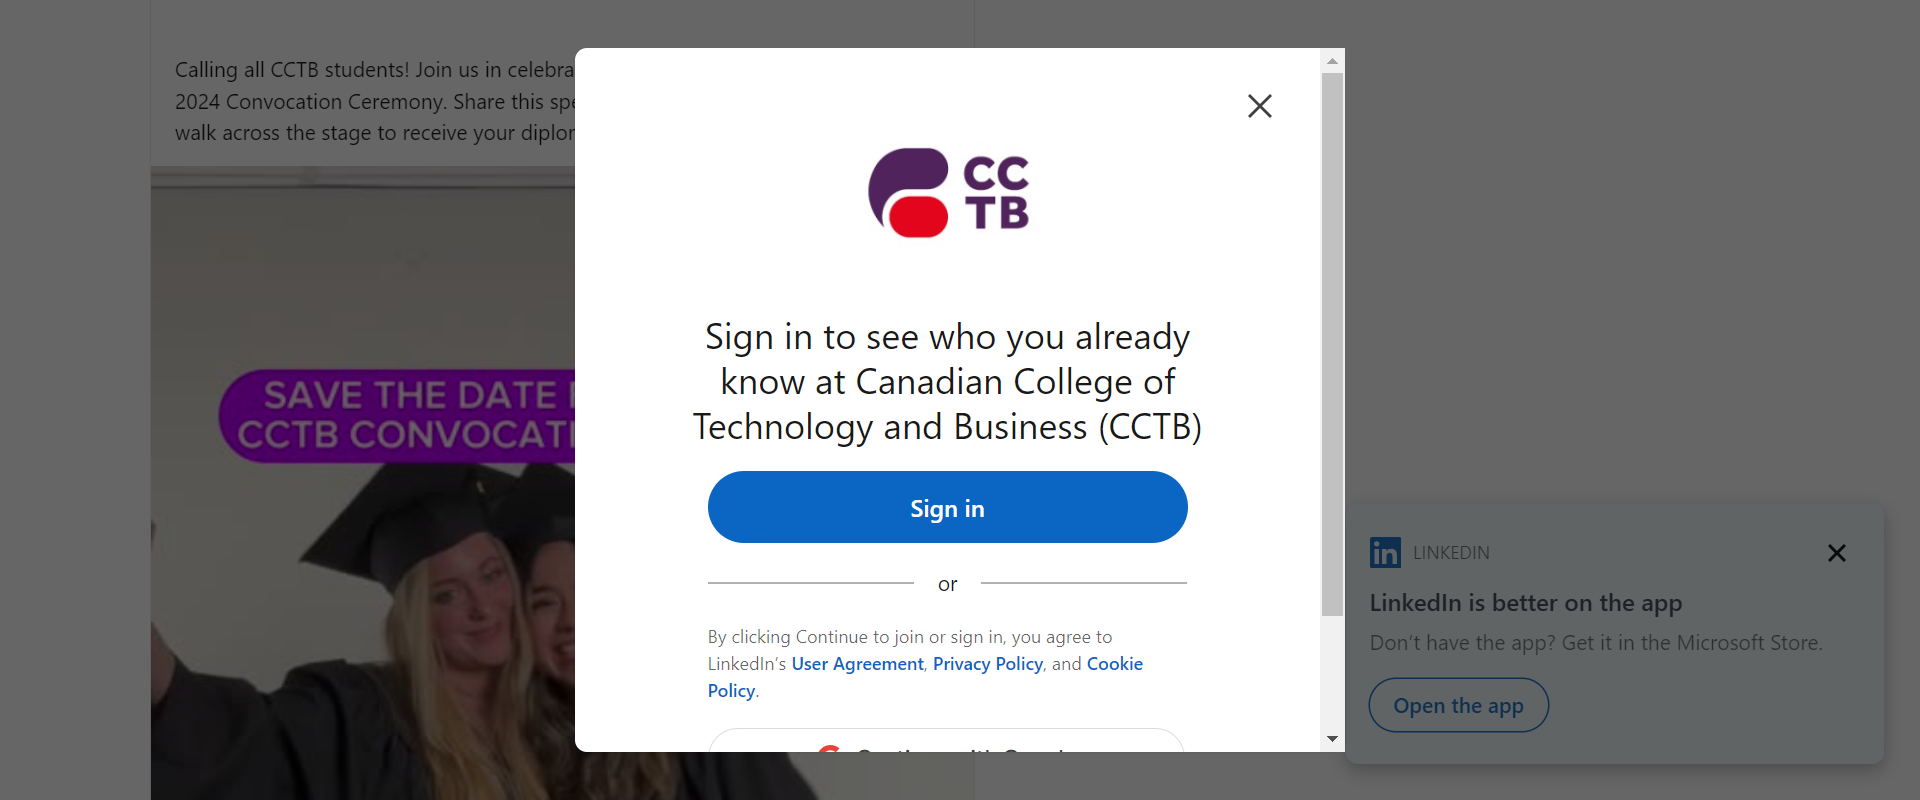 Calling all CCTB students! Join us in celebra
2024 Convocation Ceremony. Share this spe
walk across the stage to receive your diplor
SAVE THE DATE
CCTB CONVOCATI
CC
TB
Sign in to see who you already
know at Canadian College of
Technology and Business (CCTB)
Sign in
or
By clicking Continue to join or sign in, you agree to
LinkedIn’s User Agreement, Privacy Policy, and Cookie
Policy.
in LINKEDIN
LinkedIn is better on the app
Don’t have the app? Get it in the Microsoft Store.
Open the app